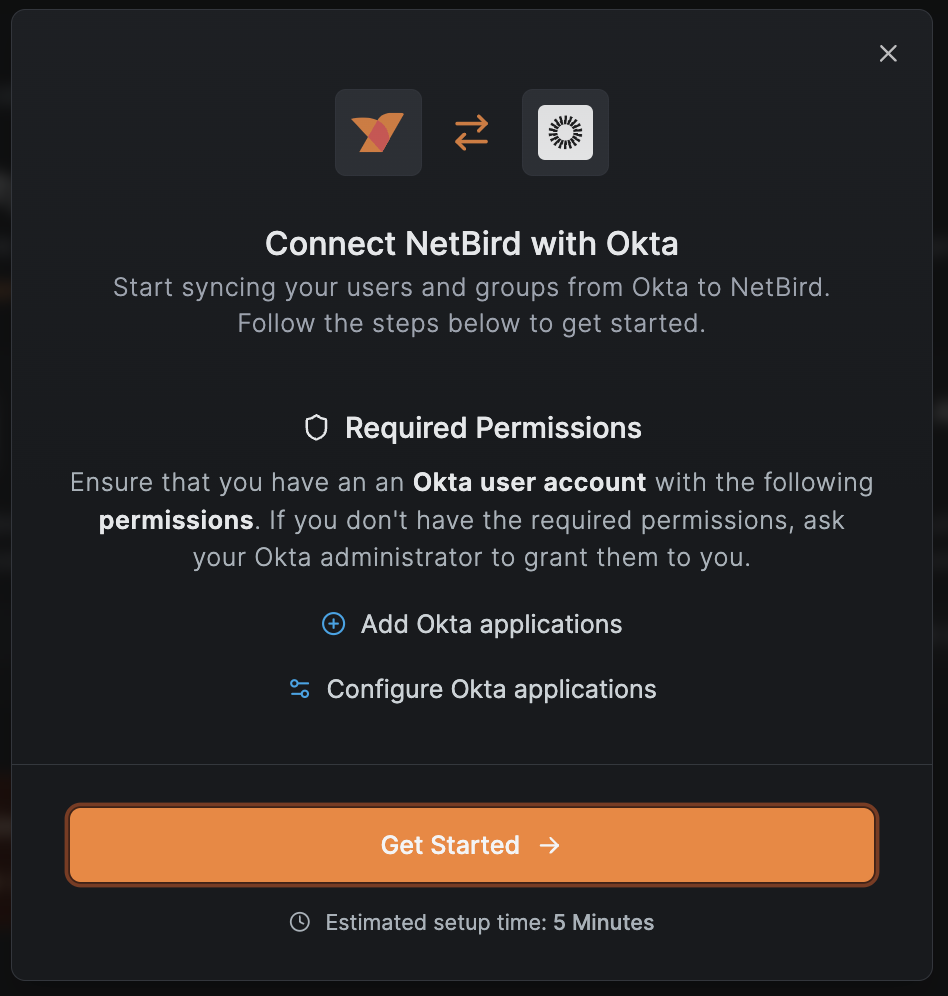 Connect NetBird with Okta
Start syncing your users and groups from Okta to NetBird.
Follow the steps below to get started.
Required Permissions
Ensure that you have an an Okta user account with the following
permissions. If you don't have the required permissions, ask
your Okta administrator to grant them to you.
Add Okta applications
Configure Okta applications
Get Started
Estimated setup time: 5 Minutes